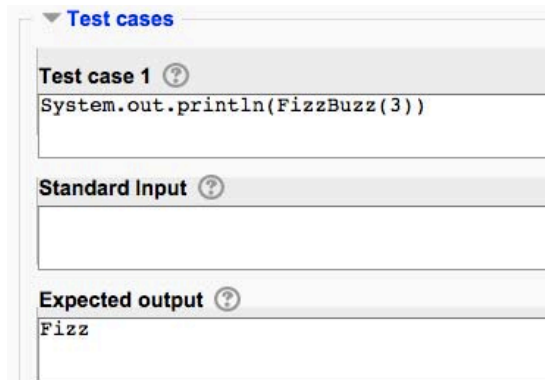 Test cases
Test case 1 ?
System.out.println(FizzBuzz(3))
Standard Input ?
Expected output ?
Fizz